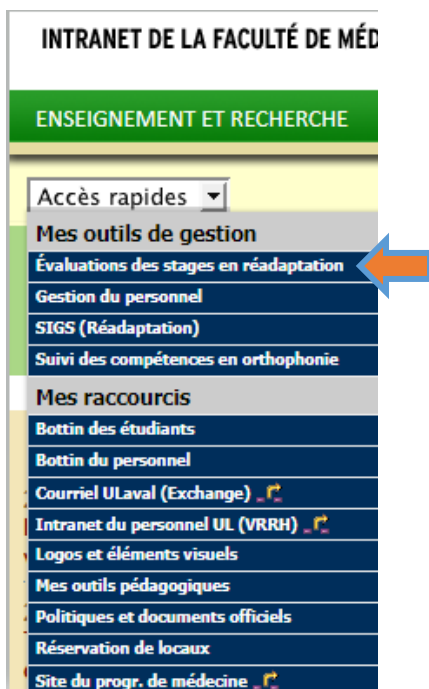 INTRANET DE LA FACULTÉ DE MÉD
ENSEIGNEMENT ET RECHERCHE
Accès rapides
Mes outils de gestion
Évaluations des stages en réadaptation
Gestion du personnel
SIGS (Réadaptation)
Suivi des compétences en orthophonie
Mes raccourcis
Bottin des étudiants
Bottin du personnel
Courriel ULaval (Exchange)
Intranet du personnel UL (VRRH)
Logos et éléments visuels
Mes outils pédagogiques
Politiques et documents officiels
Réservation de locaux
Site du progr. de médecine